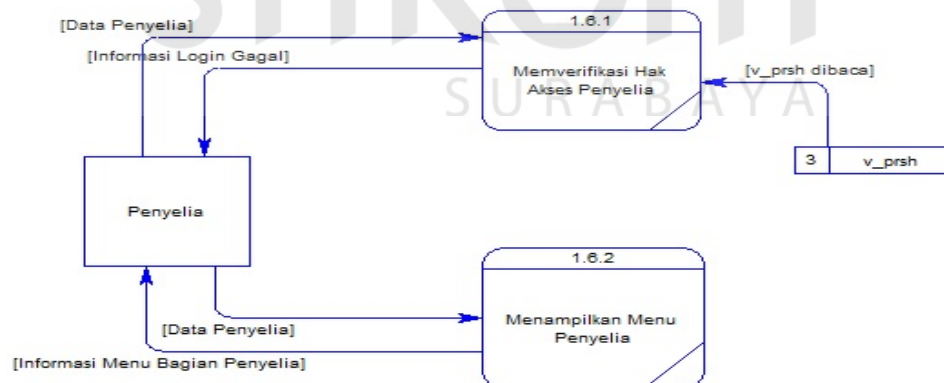 1.6.1
[Data Penyelia]
[Informasi Login Gagal]
Memverifikasi Hak
Akses Penyelia
[v_prsh dibaca]
SURABAYA
3 v_prsh
Penyelia
1.6.2
[Data Penyelia]
Menampilkan Menu
Penyelia
[Informasi Menu Bagian Penyelia]